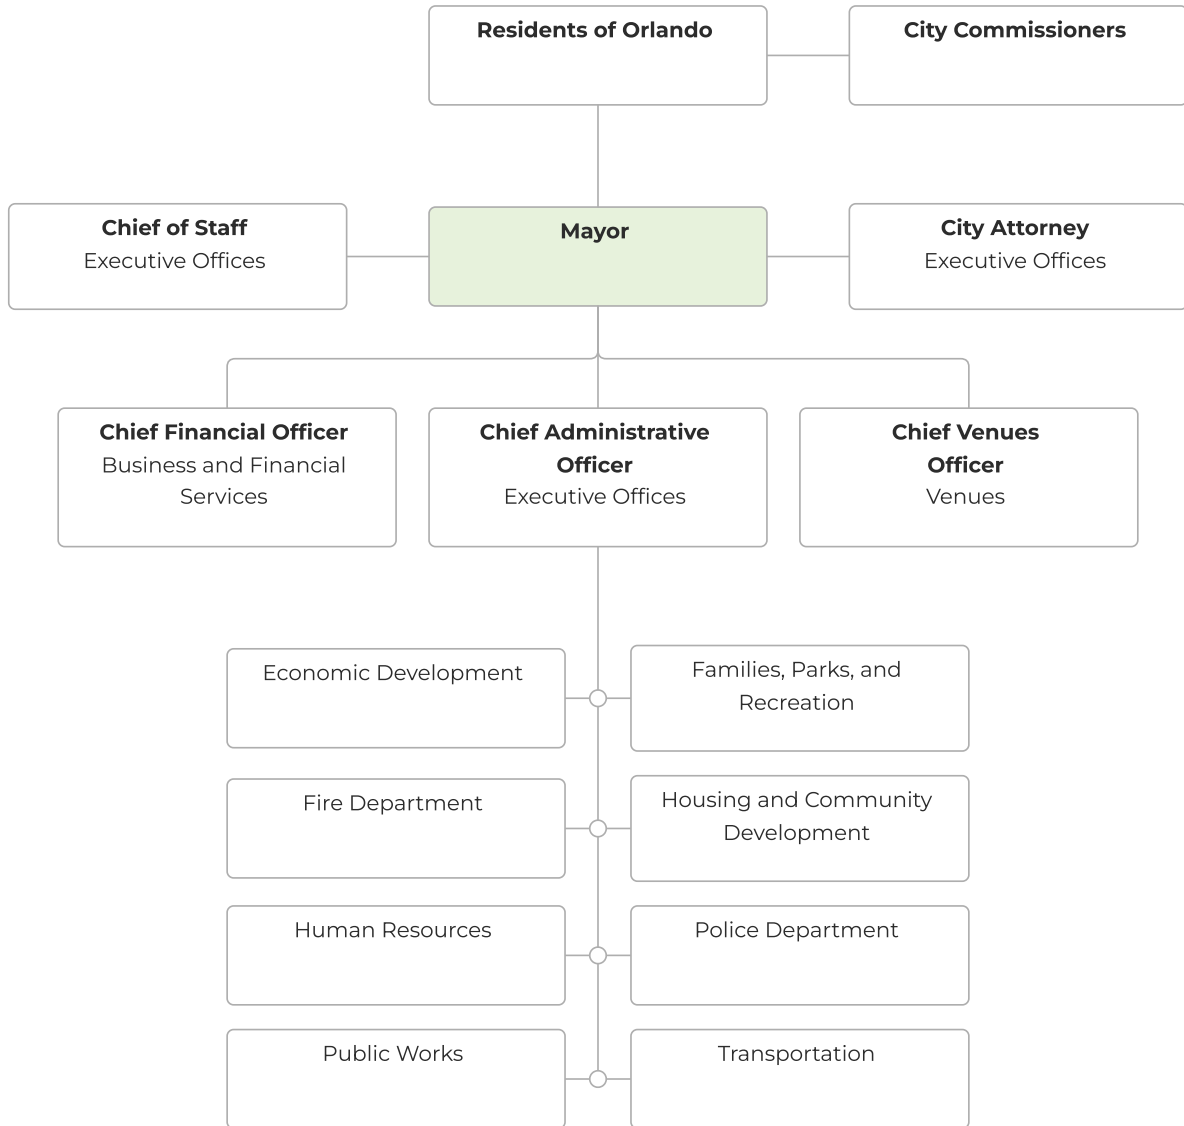 Residents of Orlando
City Commissioners
Chief of Staff
Executive Offices
Mayor
City Attorney
Executive Offices
Chief Financial Officer
Business and Financial
Services
Chief Administrative
Officer
Executive Offices
Chief Venues
Officer
Venues
Economic Development
Families, Parks, and
Recreation
Fire Department
Housing and Community
Development
Human Resources
Police Department
Public Works
Transportation